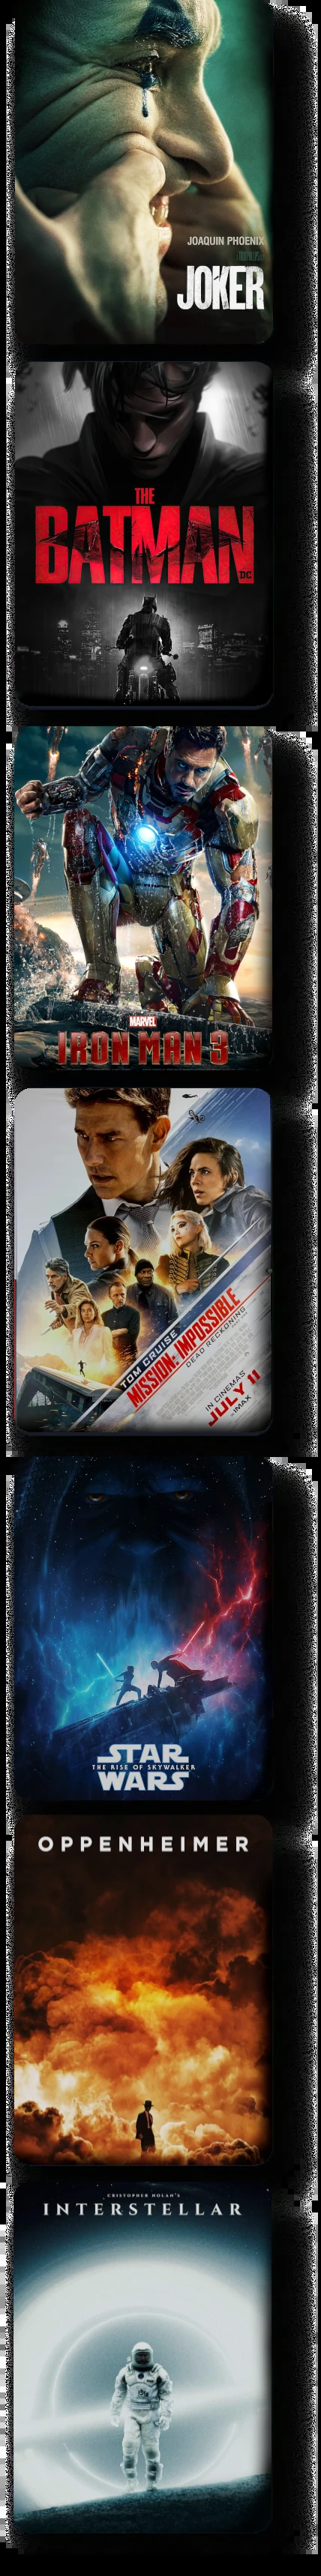 JOAQUIN PHOENIX
JOKER
THE
BATMAN
DC
MARVEL
IRON MAN 3
TOM CRUISE
MISSION: IMPOSSIBLE
DEAD RECKONING
IN CINEMAS
JULY 11
IMAX
STAR
THE RISE OF SKYWALKER
WARS
OPPENHEIMER
CRISTOPHER NOLAN'S
INTERSTELLAR